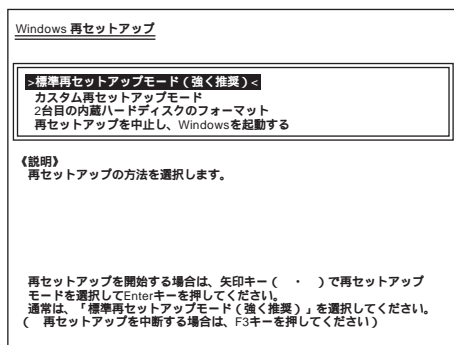 Windows 再セットアップ
>標準再セットアップモード（強く推奨）<
カスタム再セットアップモード
2台目の内蔵ハードディスクのフォーマット
再セットアップを中止し、Windowsを起動する
《説明》
再セットアップの方法を選択します。
再セットアップを開始する場合は、矢印キー（　・　）で再セットアップ
モードを選択してEnterキーを押してください。
通常は、「標準再セットアップモード（強く推奨）」を選択してください。
（　再セットアップを中断する場合は、F3キーを押してください）